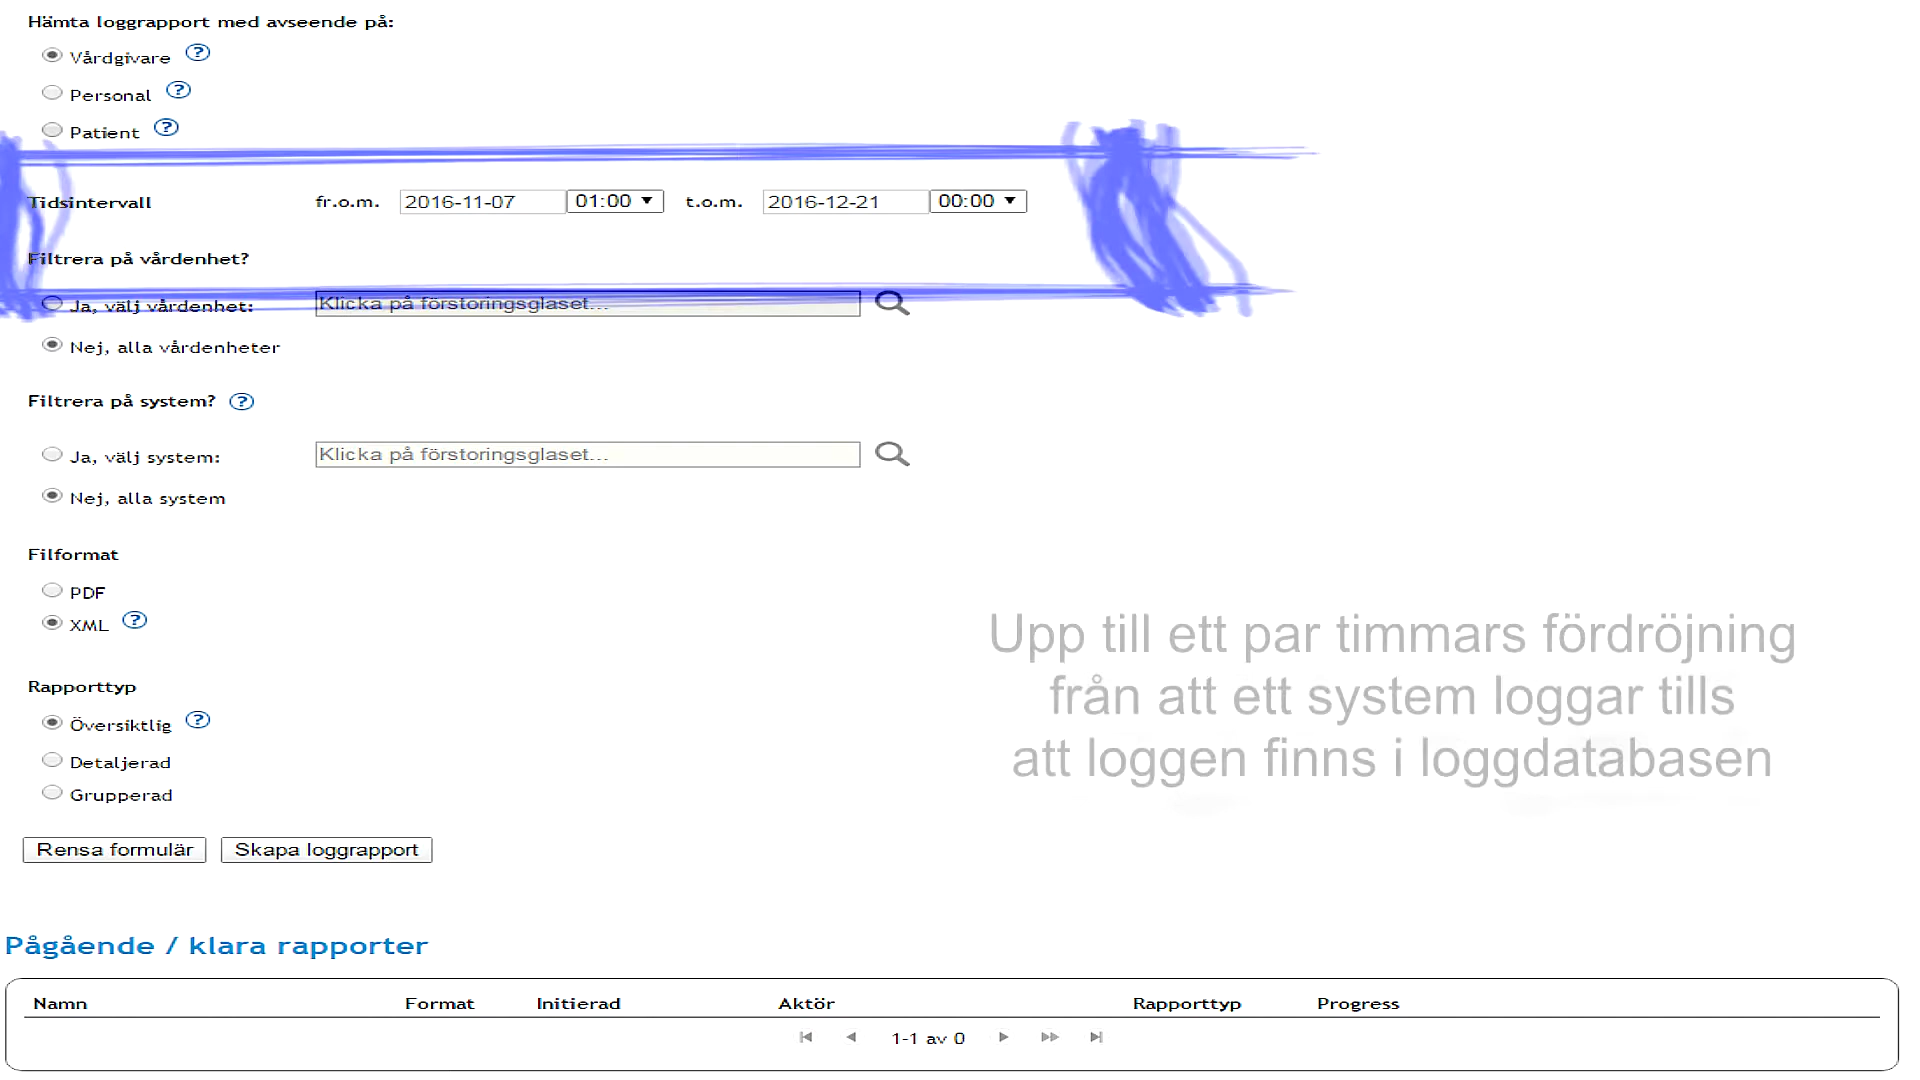 Hämta loggrapport med avseende på:
Vårdgivare ?
Personal ?
Patient ?
Tidsintervall fr.o.m. 2016-11-07 01:00 t.o.m. 2016-12-21 00:00
Filtrera på vårdenhet?
Ja, välj vårdenhet: Klicka på förstoringsglaset...
Nej, alla vårdenheter
Filtrera på system? ?
Ja, välj system: Klicka på förstoringsglaset...
Nej, alla system
Filformat
PDF
XML ?
Upp till ett par timmars fördröjning
från att ett system loggar tills
att loggen finns i loggdatabasen
Rapporttyp
Översiktlig ?
Detaljerad
Grupperad
Rensa formulär Skapa loggrapport
Pågående / klara rapporter
Namn Format Initierad Aktör Rapporttyp Progress
1-1 av 0